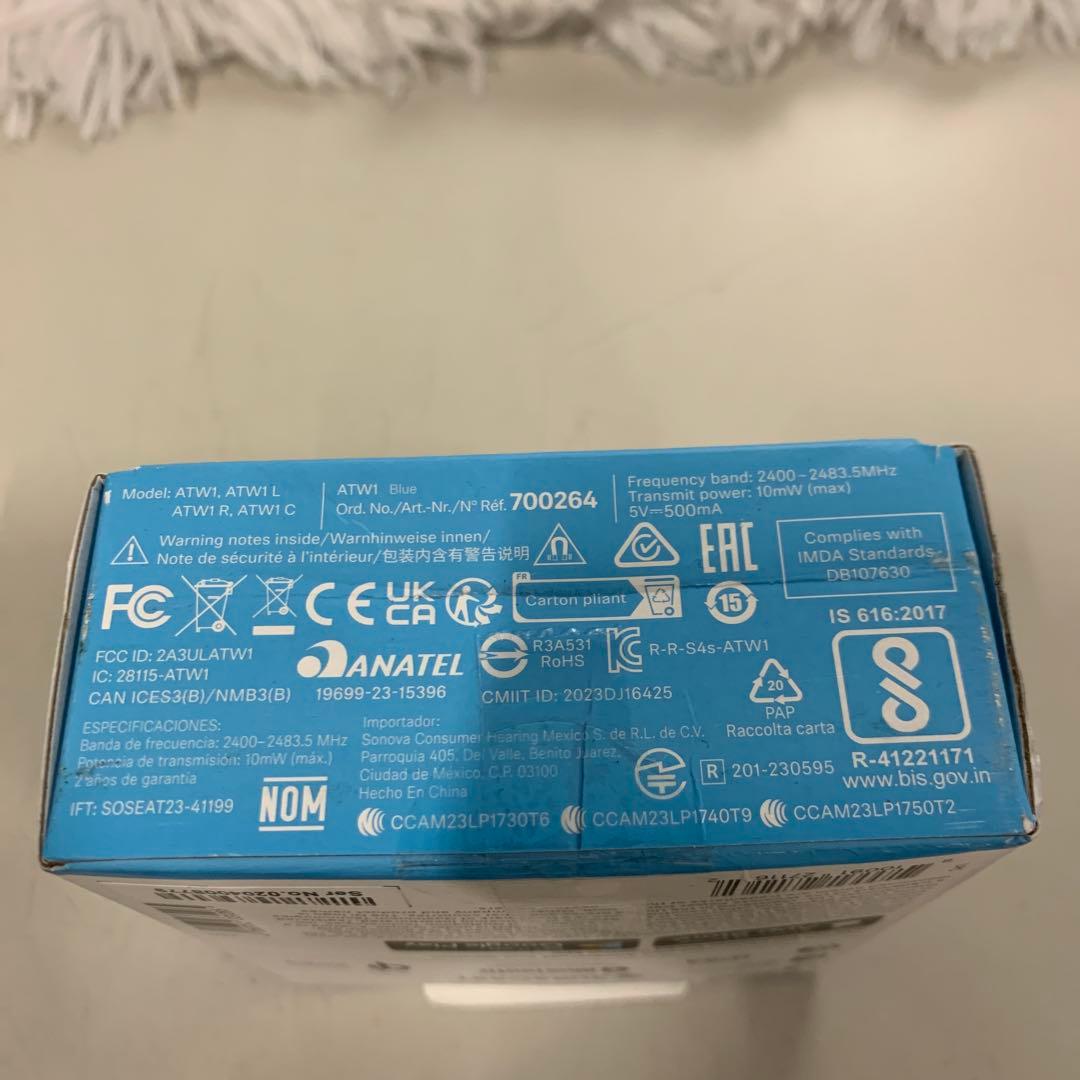 Model: ATW1, ATW1 L
ATW1 R, ATW1 C
ATW1 Blue
Ord. No./Art.-Nr./N° Réf. 700264
Frequency band: 2400-2483.5MHz
Transmit power: 10mW (max)
5V⎓500mA
Warning notes inside/Warnhinweise innen/
Note de sécurité à l'intérieur/包装内含有警告说明
EAC
Complies with
IMDA Standards
DB107630
FC
CE
UK
CA
FR
Carton pliant
15
IS 616:2017
FCC ID: 2A3ULATW1
IC: 28115-ATW1
CAN ICES3(B)/NMB3(B)
ANATEL
19699-23-15396
R3A531
RoHS
R-R-S4s-ATW1
CMIIT ID: 2023DJ16425
20
PAP
Raccolta carta
R-41221171
www.bis.gov.in
ESPECIFICACIONES:
Banda de frecuencia: 2400-2483.5 MHz
Potencia de transmisión: 10mW (máx.)
2 años de garantía
IFT: SOSEAT23-41199
NOM
Importador:
Sonova Consumer Hearing Mexico S. de R.L. de C.V.
Parroquia 405, Del Valle, Benito Juarez,
Ciudad de México, C.P. 03100
Hecho En China
R 201-230595
CCAM23LP1730T6
CCAM23LP1740T9
CCAM23LP1750T2
Google Play